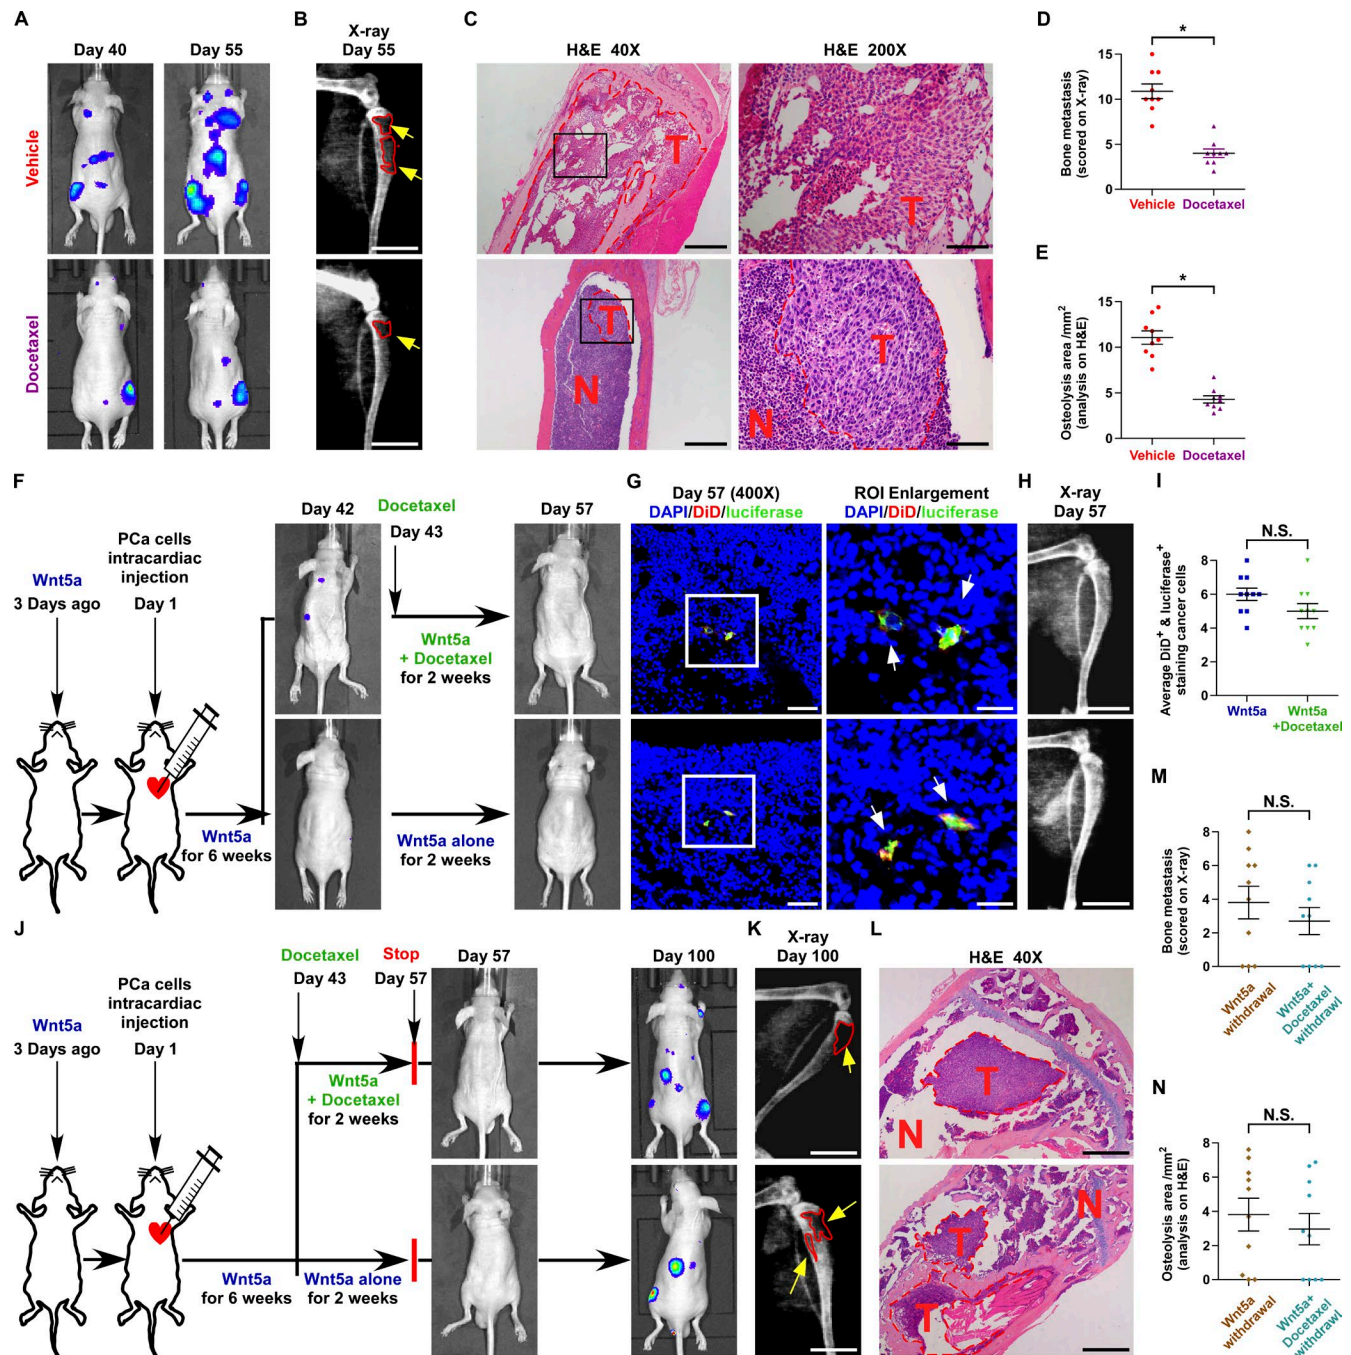 A
Day 40
Day 55
Vehicle
Docetaxel
B
X-ray
Day 55
C
H&E 40X
H&E 200X
T
T
T
N
T
N
D
*
15
10
5
0
Bone metastasis
(scored on X-ray)
Vehicle
Docetaxel
E
*
15
10
5
0
Osteolysis area /mm2
(analysis on H&E)
Vehicle
Docetaxel
F
Wnt5a
3 Days ago
PCa cells
intracardiac
injection
Day 1
Wnt5a
for 6 weeks
Day 42
Docetaxel
Day 43
Wnt5a
+ Docetaxel
for 2 weeks
Wnt5a alone
for 2 weeks
Day 57
G
Day 57 (400X)
DAPI/DiD/luciferase
ROI Enlargement
DAPI/DiD/luciferase
H
X-ray
Day 57
I
N.S.
8
6
4
2
0
Average DiD+ & luciferase+
staining cancer cells
Wnt5a
Wnt5a
+Docetaxel
J
Wnt5a
3 Days ago
PCa cells
intracardiac
injection
Day 1
Wnt5a
for 6 weeks
Docetaxel
Day 43
Stop
Day 57
Wnt5a
+ Docetaxel
for 2 weeks
Wnt5a alone
for 2 weeks
Day 57
Day 100
K
X-ray
Day 100
L
H&E 40X
T
N
T
N
T
M
N.S.
8
6
4
2
0
Bone metastasis
(scored on X-ray)
Wnt5a
withdrawal
Wnt5a+
Docetaxel
withdrawl
N
N.S.
8
6
4
2
0
Osteolysis area /mm2
(analysis on H&E)
Wnt5a
withdrawal
Wnt5a+
Docetaxel
withdrawl